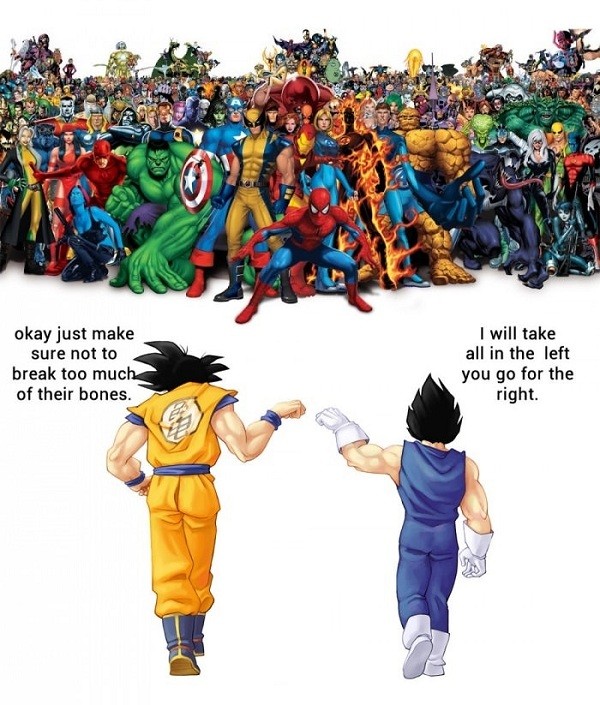 okay just make
sure not to
break too much
of their bones.
I will take
all in the left
you go for the
right.